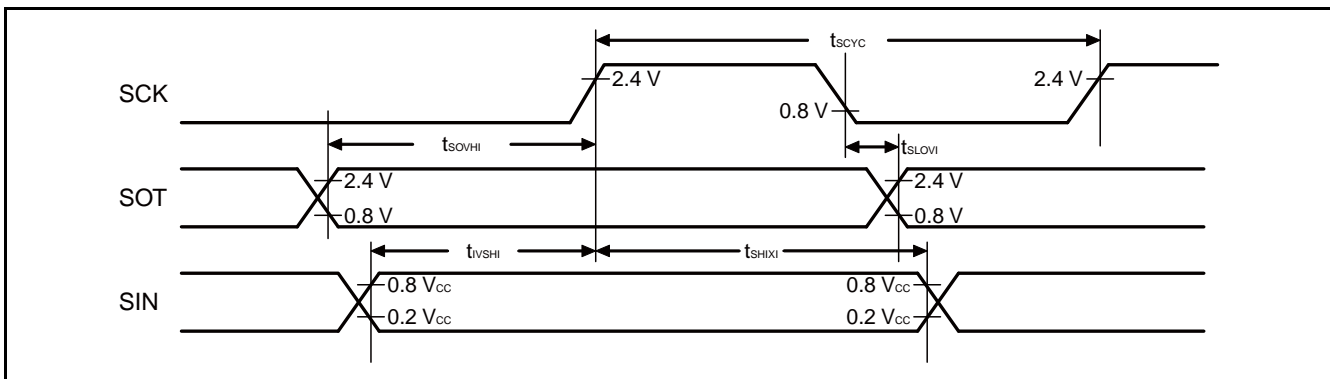 tSCYC
SCK
2.4 V
0.8 V
2.4 V
tSOVHI
tSLOVI
SOT
2.4 V
0.8 V
2.4 V
0.8 V
tIVSHI
tSHIXI
SIN
0.8 VCC
0.2 VCC
0.8 VCC
0.2 VCC